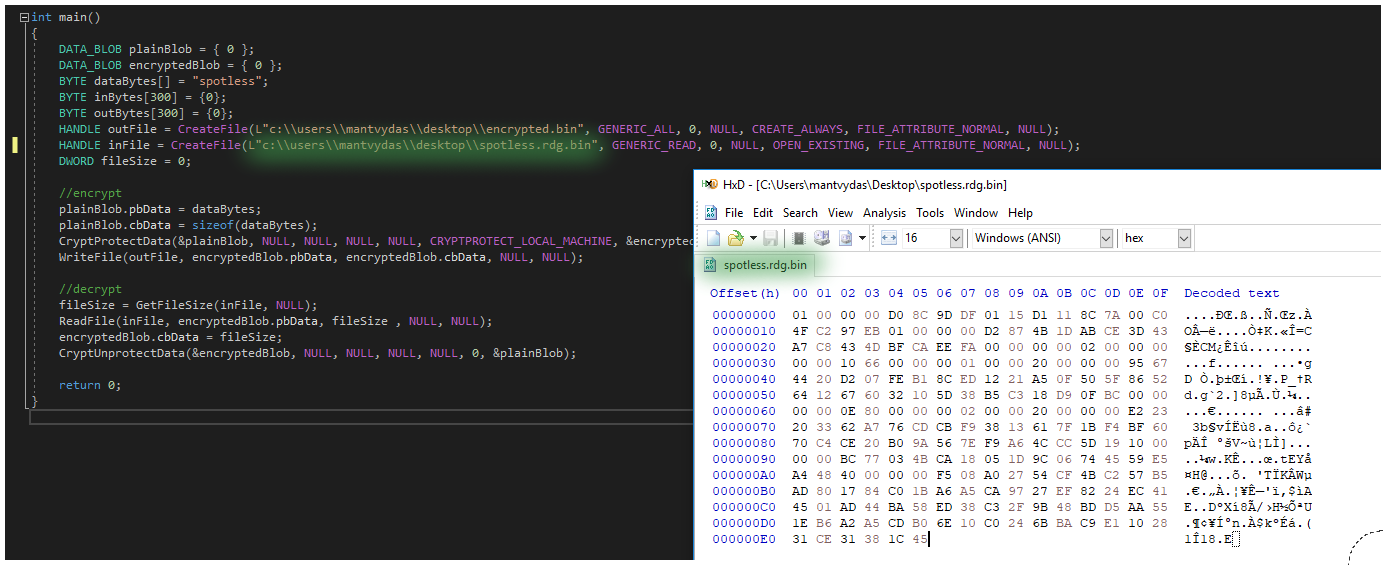 int main()
{
DATA_BLOB plainBlob = { 0 };
DATA_BLOB encryptedBlob = { 0 };
BYTE dataBytes[] = "spotless";
BYTE inBytes[300] = {0};
BYTE outBytes[300] = {0};
HANDLE outFile = CreateFile(L"c:\\users\\mantvydas\\desktop\\encrypted.bin", GENERIC_ALL, 0, NULL, CREATE_ALWAYS, FILE_ATTRIBUTE_NORMAL, NULL);
HANDLE inFile = CreateFile(L"c:\\users\\mantvydas\\desktop\\spotless.rdg.bin", GENERIC_READ, 0, NULL, OPEN_EXISTING, FILE_ATTRIBUTE_NORMAL, NULL);
DWORD fileSize = 0;
//encrypt
plainBlob.pbData = dataBytes;
plainBlob.cbData = sizeof(dataBytes);
CryptProtectData(&plainBlob, NULL, NULL, NULL, NULL, CRYPTPROTECT_LOCAL_MACHINE, &encrypted
WriteFile(outFile, encryptedBlob.pbData, encryptedBlob.cbData, NULL, NULL);
//decrypt
fileSize = GetFileSize(inFile, NULL);
ReadFile(inFile, encryptedBlob.pbData, fileSize , NULL, NULL);
encryptedBlob.cbData = fileSize;
CryptUnprotectData(&encryptedBlob, NULL, NULL, NULL, NULL, 0, &plainBlob);
return 0;
}
HxD - [C:\Users\mantvydas\Desktop\spotless.rdg.bin]
File Edit Search View Analysis Tools Window Help
16 Windows (ANSI) hex
spotless.rdg.bin
Offset(h) 00 01 02 03 04 05 06 07 08 09 0A 0B 0C 0D 0E 0F Decoded text
00000000 01 00 00 00 D0 8C 9D DF 01 15 D1 11 8C 7A 00 C0 ....ÐŒ.ß..Ñ.Œz.À
00000010 4F C2 97 EB 01 00 00 00 D2 87 4B 1D AB CE 3D 43 OÂ—ë....Ò‡K.«Î=C
00000020 A7 C8 43 4D BF CA EE FA 00 00 00 00 02 00 00 00 §ÈCM¿Êîú........
00000030 00 00 10 66 00 00 00 01 00 00 20 00 00 00 95 67 ...f...... ...•g
00000040 44 20 D2 07 FE B1 8C ED 12 21 A5 0F 50 5F 86 52 D Ò.þ±Œí.!¥.P_†R
00000050 64 12 67 60 32 10 5D 38 B5 C3 18 D9 0F BC 00 00 d.g`2.]8µÃ.Ù.¼..
00000060 00 00 0E 80 00 00 00 02 00 00 20 00 00 00 E2 23 ...€...... ...â#
00000070 20 33 62 A7 76 CD CB F9 38 13 61 7F 1B F4 BF 60 3b§vÍËù8.a..ô¿`
00000080 70 C4 CE 20 B0 9A 56 7E F9 A6 4C CC 5D 19 10 00 pÄÎ °šV~ù¦LÌ]...
00000090 00 00 BC 77 03 4B CA 18 05 1D 9C 06 74 45 59 E5 ..¼w.KÊ...œ.tEYå
000000A0 A4 48 40 00 00 00 F5 08 A0 27 54 CF 4B C2 57 B5 ¤H@...õ. 'TÏKÂWµ
000000B0 AD 80 17 84 C0 1B A6 A5 CA 97 27 EF 82 24 EC 41 .€.„À.¦¥Ê—'ï‚$ìA
000000C0 45 01 AD 44 BA 58 ED 38 C3 2F 9B 48 BD D5 AA 55 E..DºXí8Ã/›H½ÕªU
000000D0 1E B6 A2 A5 CD B0 6E 10 C0 24 6B BA C9 E1 10 28 .¶¢¥Í°n.À$kºÉá.(
000000E0 31 CE 31 38 1C 45 1Î18.E